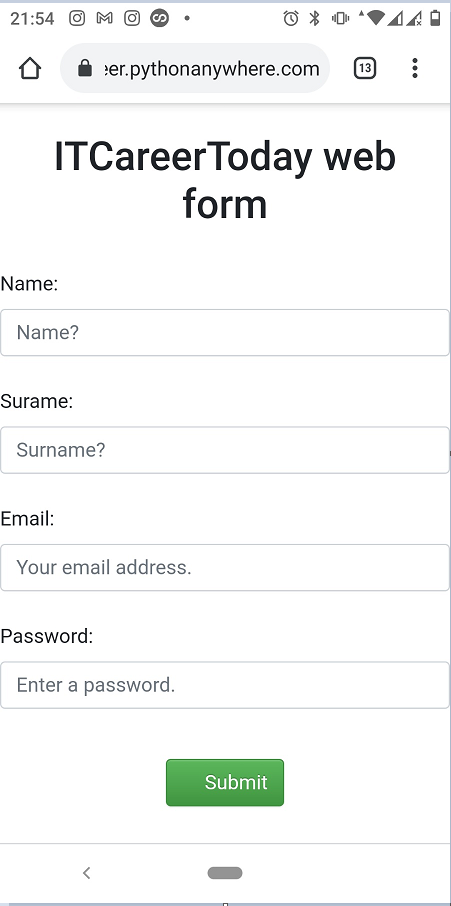 21:54
er.pythonanywhere.com
13
ITCareerToday web
form
Name:
Name?
Surame:
Surname?
Email:
Your email address.
Password:
Enter a password.
Submit